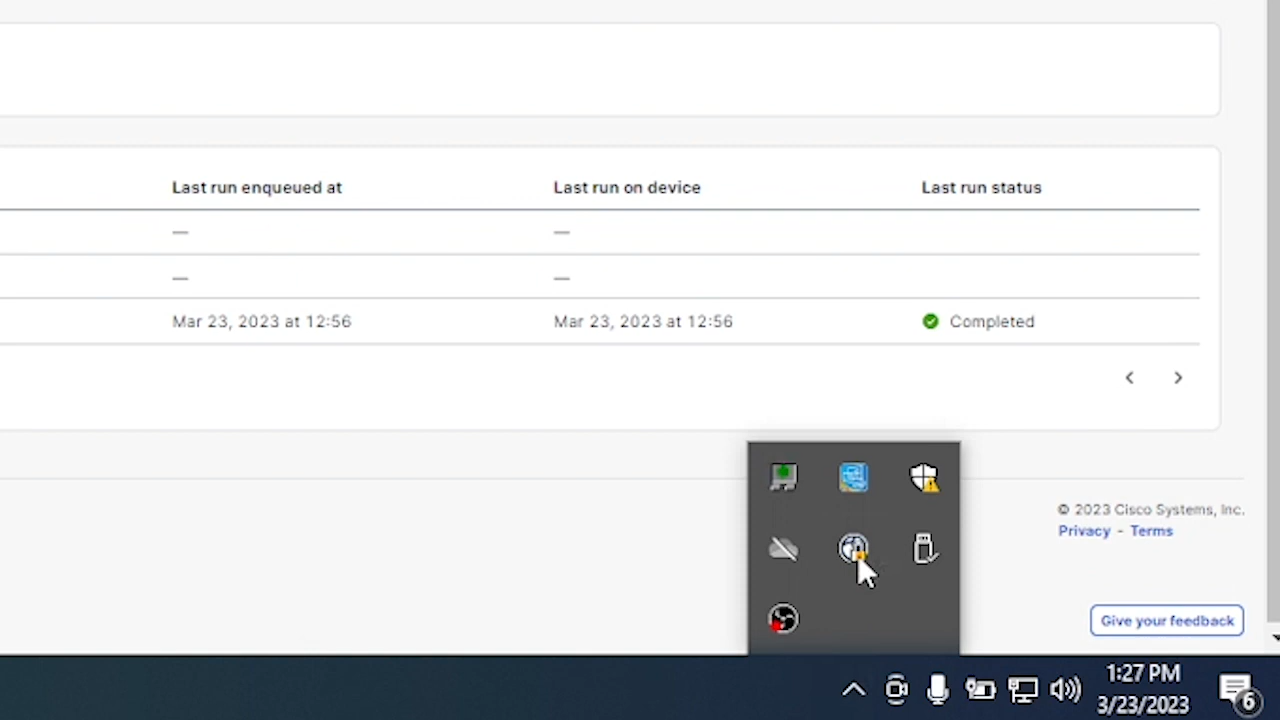 Last run enqueued at Last run on device Last run status
— —
— —
Mar 23, 2023 at 12:56 Mar 23, 2023 at 12:56 Completed
© 2023 Cisco Systems, Inc.
Privacy - Terms
Give your feedback
1:27 PM
3/23/2023
6